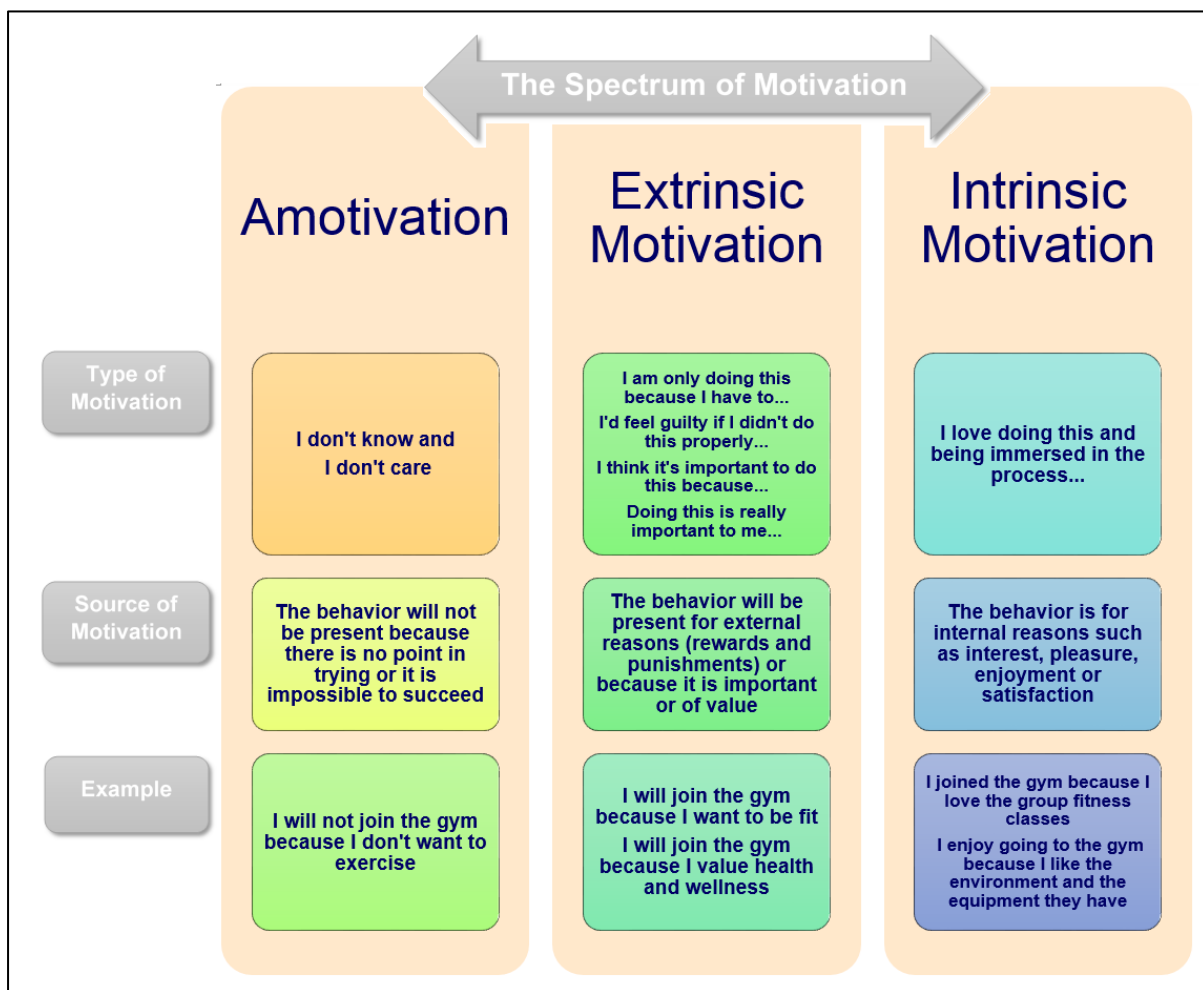 The Spectrum of Motivation
Amotivation
Extrinsic
Motivation
Intrinsic
Motivation
Type of
Motivation
I don't know and
I don't care
I am only doing this
because I have to...
I'd feel guilty if I didn't do
this properly...
I think it's important to do
this because...
Doing this is really
important to me...
I love doing this and
being immersed in the
process...
Source of
Motivation
The behavior will not
be present because
there is no point in
trying or it is
impossible to succeed
The behavior will be
present for external
reasons (rewards and
punishments) or
because it is important
or of value
The behavior is for
internal reasons such
as interest, pleasure,
enjoyment or
satisfaction
Example
I will not join the gym
because I don't want to
exercise
I will join the gym
because I want to be fit
I will join the gym
because I value health
and wellness
I joined the gym because I
love the group fitness
classes
I enjoy going to the gym
because I like the
environment and the
equipment they have